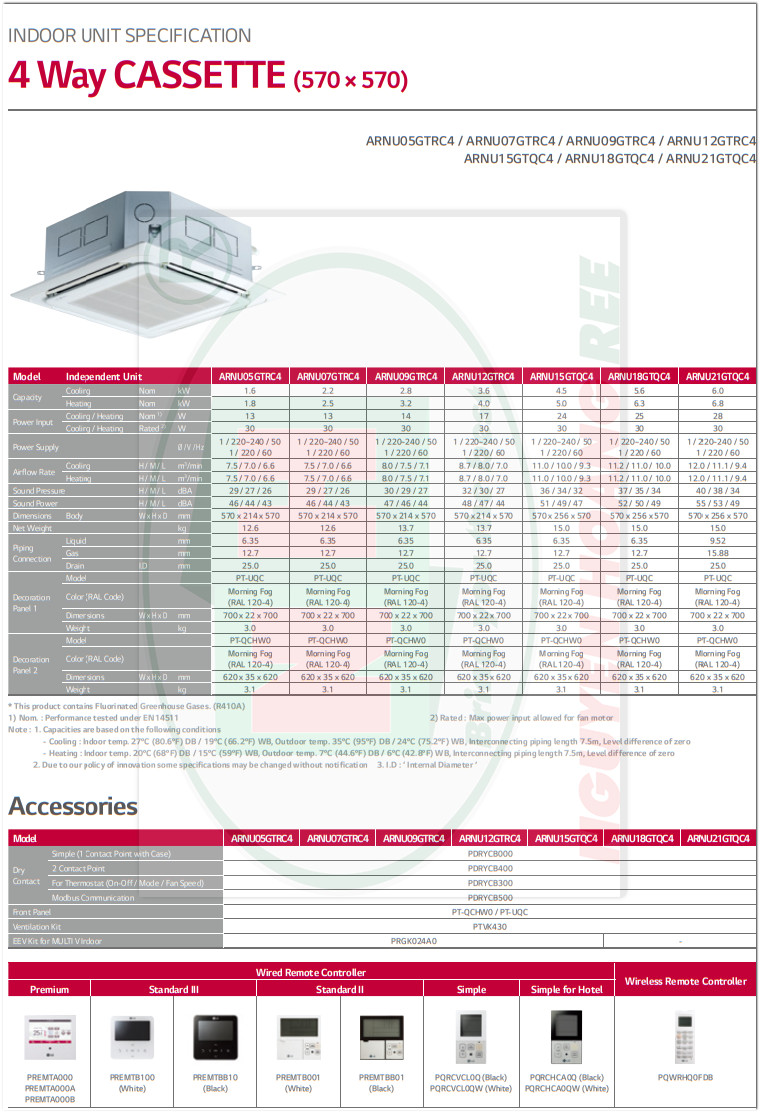 INDOOR UNIT SPECIFICATION
4 Way CASSETTE (570 × 570)
ARNU05GTRC4 / ARNU07GTRC4 / ARNU09GTRC4 / ARNU12GTRC4
ARNU15GTQC4 / ARNU18GTQC4 / ARNU21GTQC4
Model Independent Unit ARNU05GTRC4 ARNU07GTRC4 ARNU09GTRC4 ARNU12GTRC4 ARNU15GTQC4 ARNU18GTQC4 ARNU21GTQC4
Capacity Cooling Nom kW 1.6 2.2 2.8 3.6 4.5 5.6 6.0
Heating Nom kW 1.8 2.5 3.2 4.0 5.0 6.3 6.8
Power Input Cooling / Heating Nom 1) W 13 13 14 17 24 25 28
Cooling / Heating Rated 2) W 30 30 30 30 30 30 30
Power Supply Ø / V / Hz 1 / 220~240 / 50 1 / 220~240 / 50 1 / 220~240 / 50 1 / 220~240 / 50 1 / 220~240 / 50 1 / 220~240 / 50 1 / 220~240 / 50
1 / 220 / 60 1 / 220 / 60 1 / 220 / 60 1 / 220 / 60 1 / 220 / 60 1 / 220 / 60 1 / 220 / 60
Airflow Rate Cooling H / M / L m³/min 7.5 / 7.0 / 6.6 7.5 / 7.0 / 6.6 8.0 / 7.5 / 7.1 8.7 / 8.0 / 7.0 11.0 / 10.0 / 9.3 11.2 / 11.0 / 10.0 12.0 / 11.1 / 9.4
Heating H / M / L m³/min 7.5 / 7.0 / 6.6 7.5 / 7.0 / 6.6 8.0 / 7.5 / 7.1 8.7 / 8.0 / 7.0 11.0 / 10.0 / 9.3 11.2 / 11.0 / 10.0 12.0 / 11.1 / 9.4
Sound Pressure H / M / L dBA 29 / 27 / 26 29 / 27 / 26 30 / 29 / 27 32 / 30 / 27 36 / 34 / 32 37 / 35 / 34 40 / 38 / 34
Sound Power H / M / L dBA 46 / 44 / 43 46 / 44 / 43 47 / 46 / 44 48 / 47 / 44 51 / 49 / 47 52 / 50 / 49 55 / 53 / 49
Dimensions Body W x H x D mm 570 x 214 x 570 570 x 214 x 570 570 x 214 x 570 570 x 214 x 570 570 x 256 x 570 570 x 256 x 570 570 x 256 x 570
Net Weight kg 12.6 12.6 13.7 13.7 15.0 15.0 15.0
Piping Connection Liquid mm 6.35 6.35 6.35 6.35 6.35 6.35 9.52
Gas mm 12.7 12.7 12.7 12.7 12.7 12.7 15.88
Drain I.D mm 25.0 25.0 25.0 25.0 25.0 25.0 25.0
Decoration Panel 1 Model PT-UQC PT-UQC PT-UQC PT-UQC PT-UQC PT-UQC PT-UQC
Color (RAL Code) Morning Fog Morning Fog Morning Fog Morning Fog Morning Fog Morning Fog Morning Fog
(RAL 120-4) (RAL 120-4) (RAL 120-4) (RAL 120-4) (RAL 120-4) (RAL 120-4) (RAL 120-4)
Dimensions W x H x D mm 700 x 22 x 700 700 x 22 x 700 700 x 22 x 700 700 x 22 x 700 700 x 22 x 700 700 x 22 x 700 700 x 22 x 700
Weight kg 3.0 3.0 3.0 3.0 3.0 3.0 3.0
Decoration Panel 2 Model PT-QCHW0 PT-QCHW0 PT-QCHW0 PT-QCHW0 PT-QCHW0 PT-QCHW0 PT-QCHW0
Color (RAL Code) Morning Fog Morning Fog Morning Fog Morning Fog Morning Fog Morning Fog Morning Fog
(RAL 120-4) (RAL 120-4) (RAL 120-4) (RAL 120-4) (RAL 120-4) (RAL 120-4) (RAL 120-4)
Dimensions W x H x D mm 620 x 35 x 620 620 x 35 x 620 620 x 35 x 620 620 x 35 x 620 620 x 35 x 620 620 x 35 x 620 620 x 35 x 620
Weight kg 3.1 3.1 3.1 3.1 3.1 3.1 3.1
* This product contains Fluorinated Greenhouse Gases. (R410A)
1) Nom. : Performance tested under EN14511 2) Rated : Max power input allowed for fan motor
Note : 1. Capacities are based on the following conditions
- Cooling : Indoor temp. 27°C (80.6°F) DB / 19°C (66.2°F) WB, Outdoor temp. 35°C (95°F) DB / 24°C (75.2°F) WB, Interconnecting piping length 7.5m, Level difference of zero
- Heating : Indoor temp. 20°C (68°F) DB / 15°C (59°F) WB, Outdoor temp. 7°C (44.6°F) DB / 6°C (42.8°F) WB, Interconnecting piping length 7.5m, Level difference of zero
2. Due to our policy of innovation some specifications may be changed without notification 3. I.D : ' Internal Diameter '
Accessories
Model ARNU05GTRC4 ARNU07GTRC4 ARNU09GTRC4 ARNU12GTRC4 ARNU15GTQC4 ARNU18GTQC4 ARNU21GTQC4
Dry Contact Simple (1 Contact Point with Case) PDRYCB000
2 Contact Point PDRYCB400
For Thermostat (On-Off / Mode / Fan Speed) PDRYCB300
Modbus Communication PDRYCB500
Front Panel PT-QCHW0 / PT-UQC
Ventilation Kit PTVK430
EEV Kit for MULTI V Indoor PRGK024A0 -
Wired Remote Controller Wireless Remote Controller
Premium Standard III Standard II Simple Simple for Hotel
PREMTA000 PREMTB100 PREMTBB10 PREMTB001 PREMTBB01 PQRCVCL0Q (Black) PQRCHCA0Q (Black) PQWRHQ0FDB
PREMTA000A (White) (Black) (White) (Black) PQRCVCL0QW (White) PQRCHCA0QW (White)
PREMTA000B